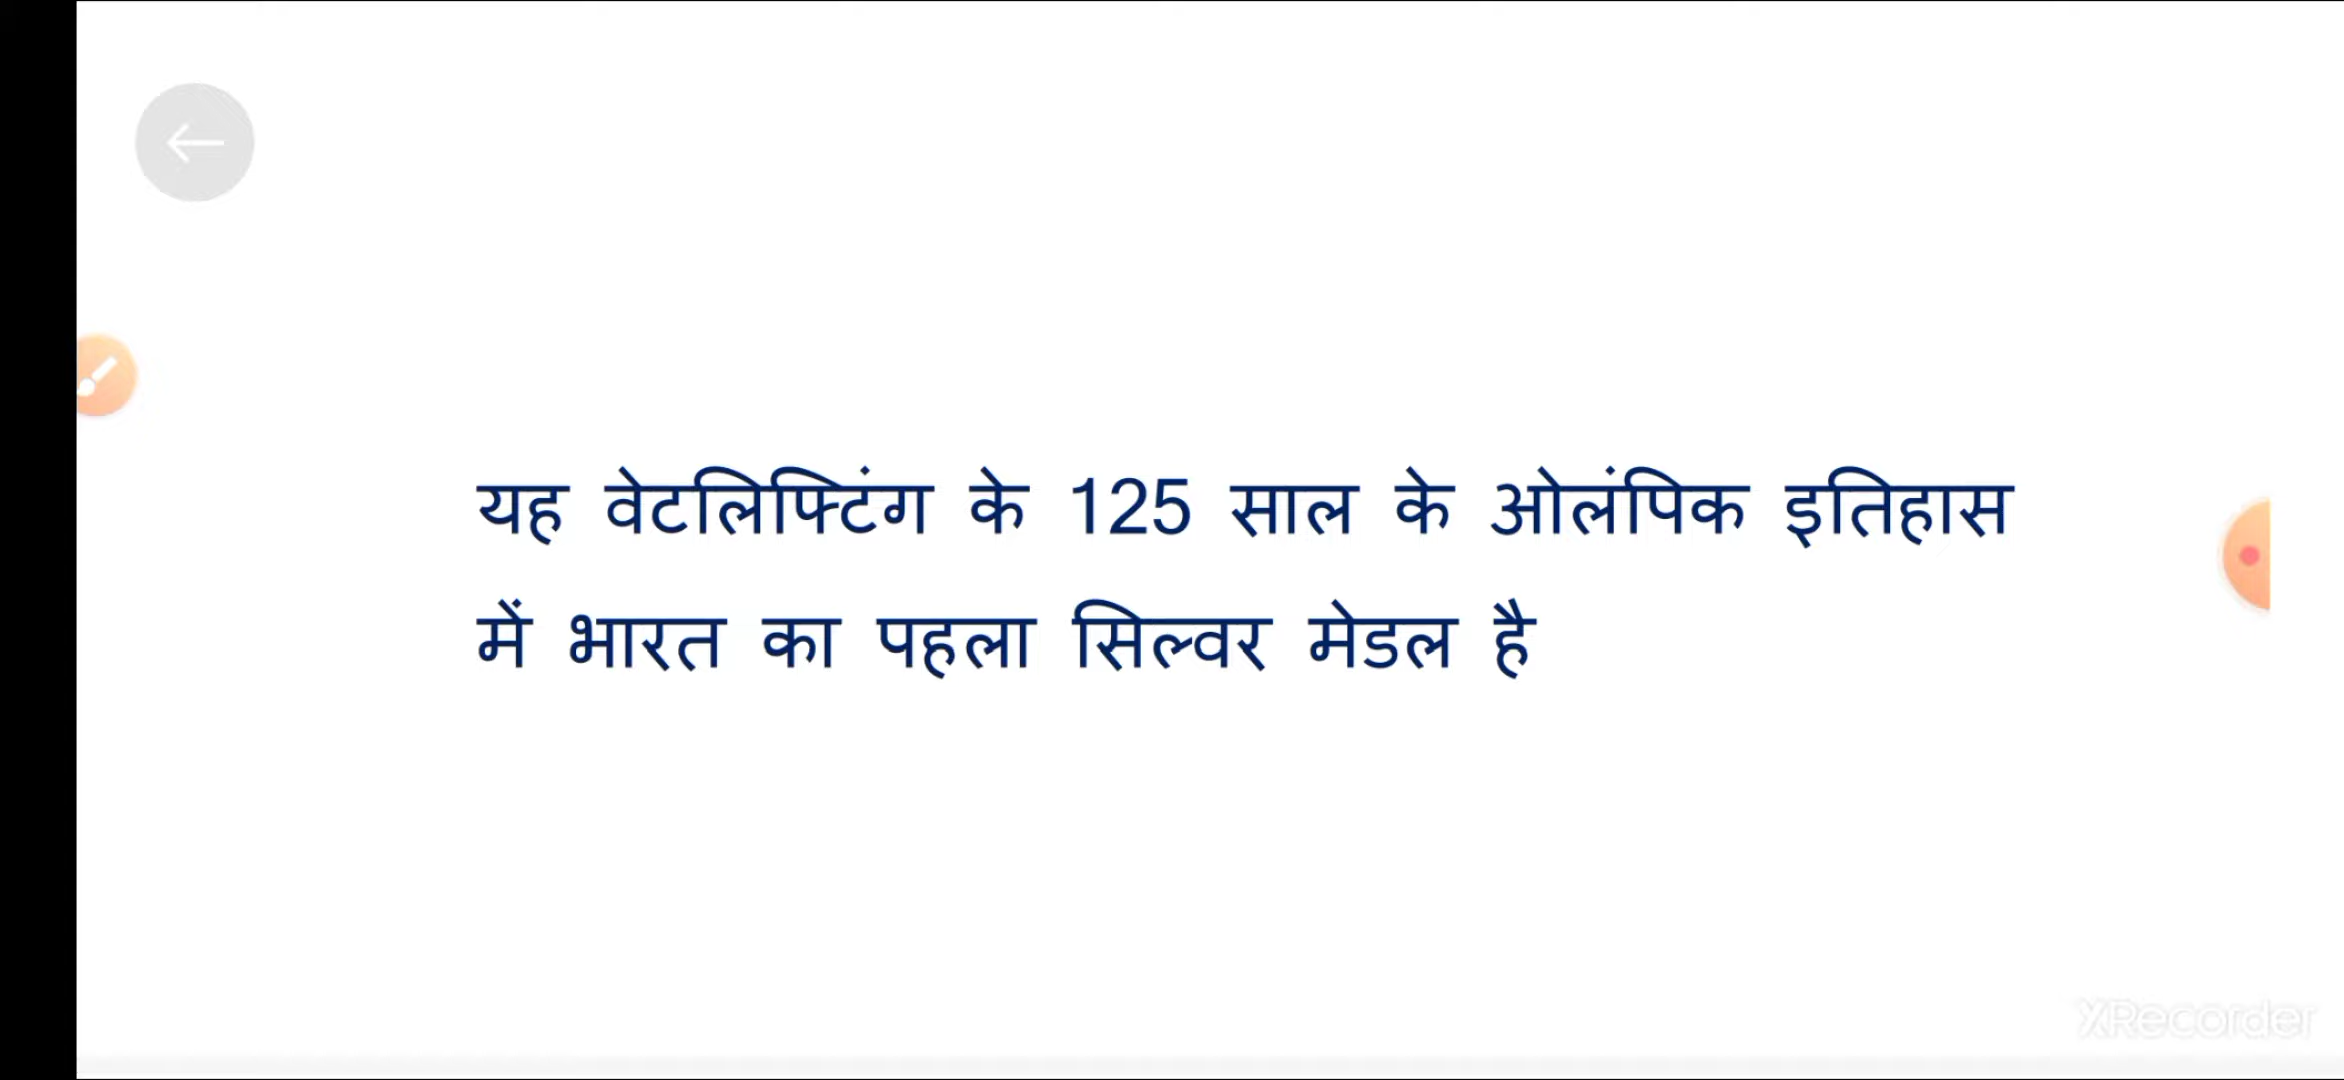 यह वेटलिफ्टिंग के 125 साल के ओलंपिक इतिहास
में भारत का पहला सिल्वर मेडल है
XRecorder